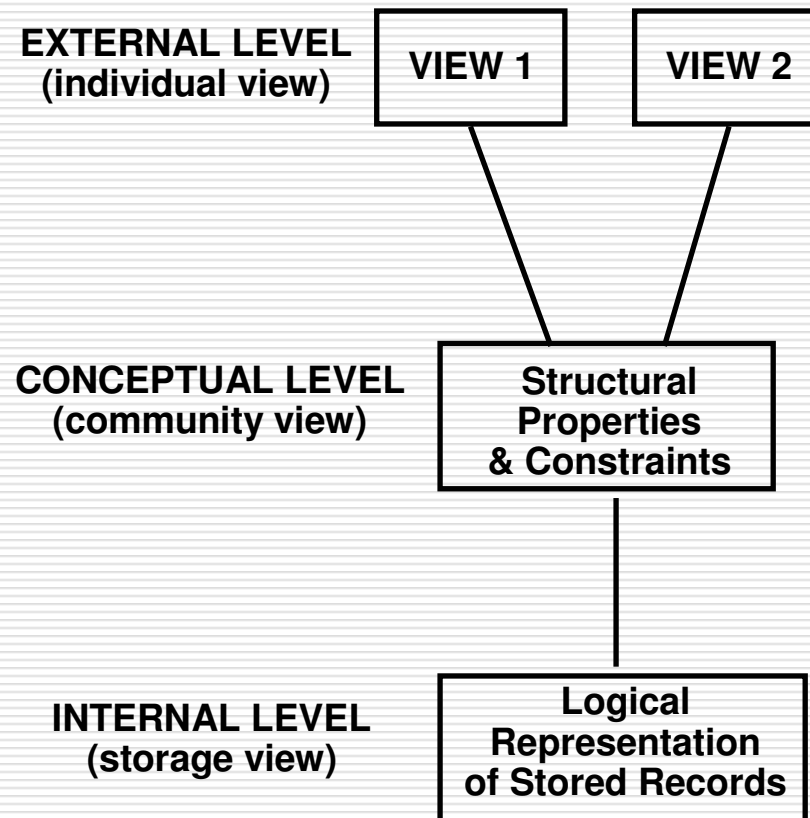 EXTERNAL LEVEL
(individual view)
VIEW 1
VIEW 2
CONCEPTUAL LEVEL
(community view)
Structural
Properties
& Constraints
INTERNAL LEVEL
(storage view)
Logical
Representation
of Stored Records